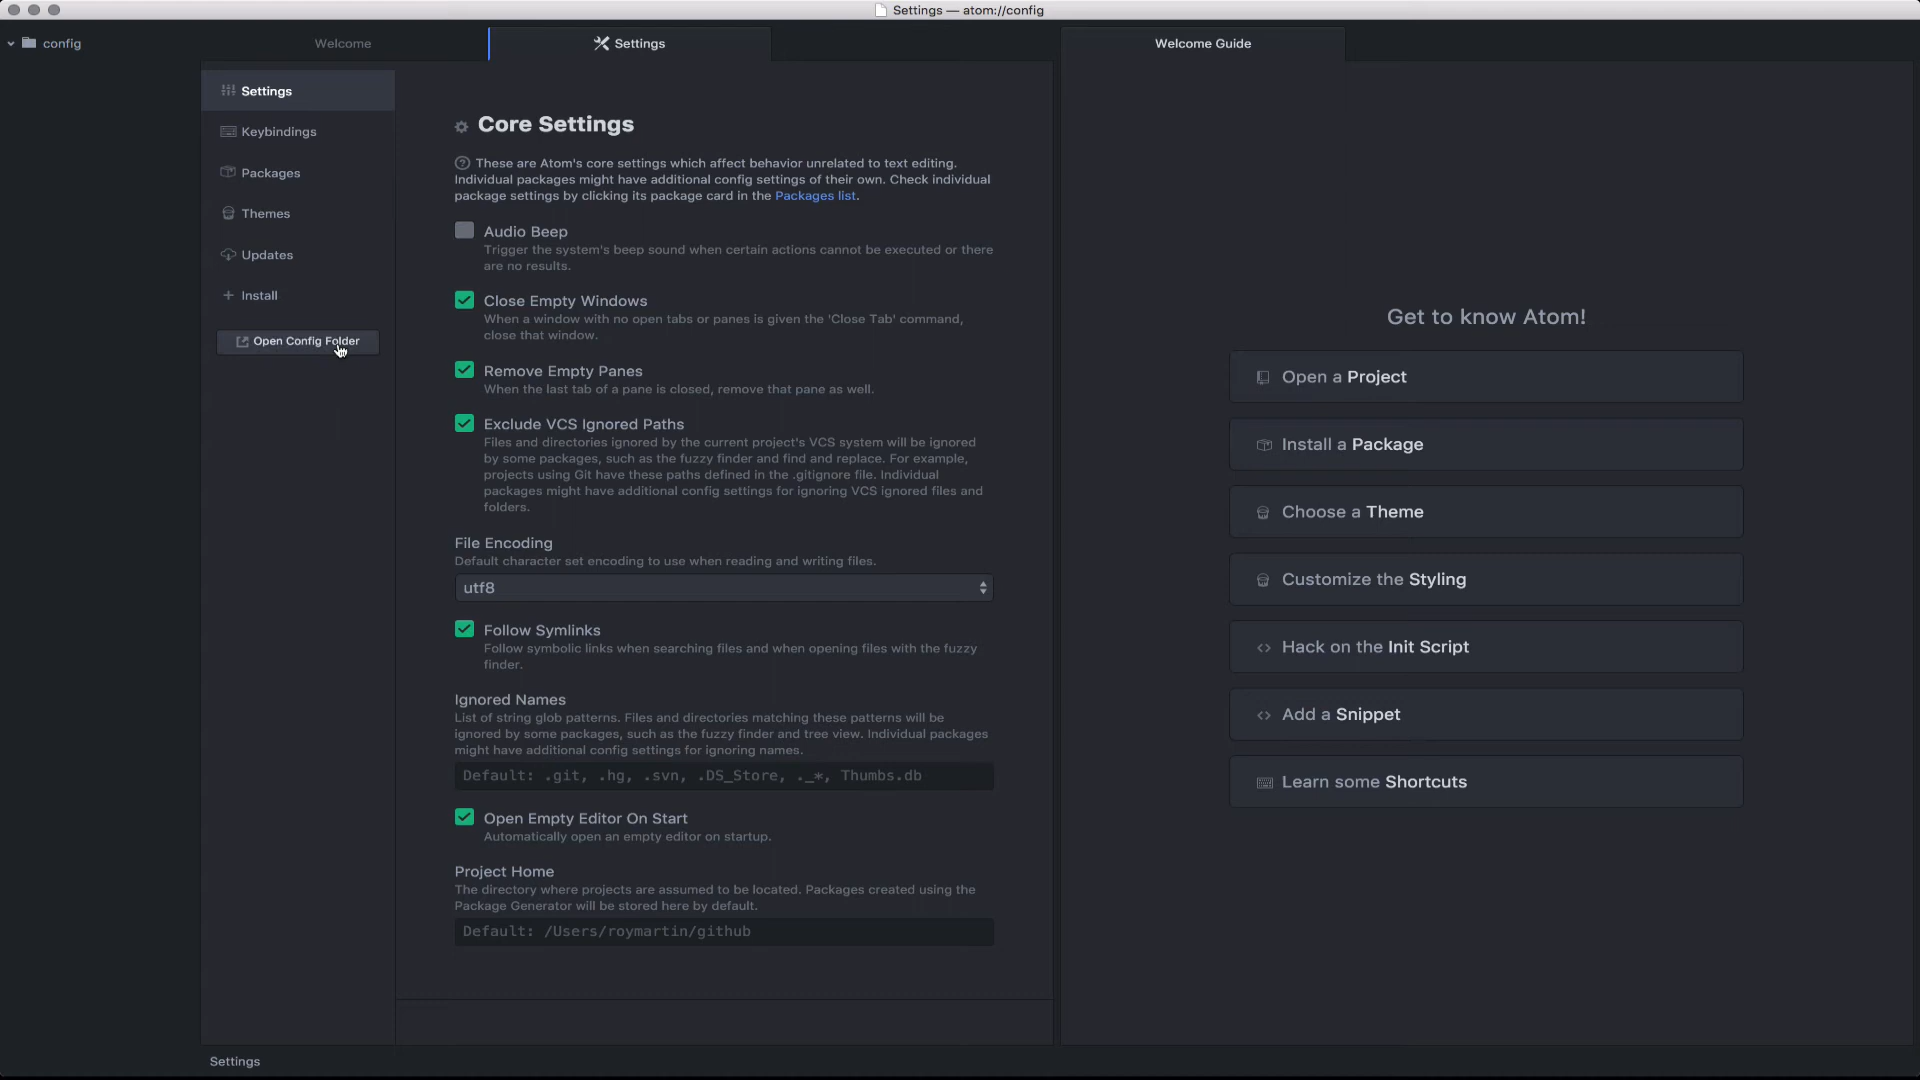 Settings — atom://config
config
Welcome
Settings
Welcome Guide
Settings
Keybindings
Packages
Themes
Updates
Install
Open Config Folder
Core Settings
These are Atom's core settings which affect behavior unrelated to text editing.
Individual packages might have additional config settings of their own. Check individual
package settings by clicking its package card in the Packages list.
Audio Beep
Trigger the system's beep sound when certain actions cannot be executed or there
are no results.
Close Empty Windows
When a window with no open tabs or panes is given the 'Close Tab' command,
close that window.
Remove Empty Panes
When the last tab of a pane is closed, remove that pane as well.
Exclude VCS Ignored Paths
Files and directories ignored by the current project's VCS system will be ignored
by some packages, such as the fuzzy finder and find and replace. For example,
projects using Git have these paths defined in the .gitignore file. Individual
packages might have additional config settings for ignoring VCS ignored files and
folders.
File Encoding
Default character set encoding to use when reading and writing files.
utf8
Follow Symlinks
Follow symbolic links when searching files and when opening files with the fuzzy
finder.
Ignored Names
List of string glob patterns. Files and directories matching these patterns will be
ignored by some packages, such as the fuzzy finder and tree view. Individual packages
might have additional config settings for ignoring names.
Default: .git, .hg, .svn, .DS_Store, ._*, Thumbs.db
Open Empty Editor On Start
Automatically open an empty editor on startup.
Project Home
The directory where projects are assumed to be located. Packages created using the
Package Generator will be stored here by default.
Default: /Users/roymartin/github
Get to know Atom!
Open a Project
Install a Package
Choose a Theme
Customize the Styling
Hack on the Init Script
Add a Snippet
Learn some Shortcuts
Settings